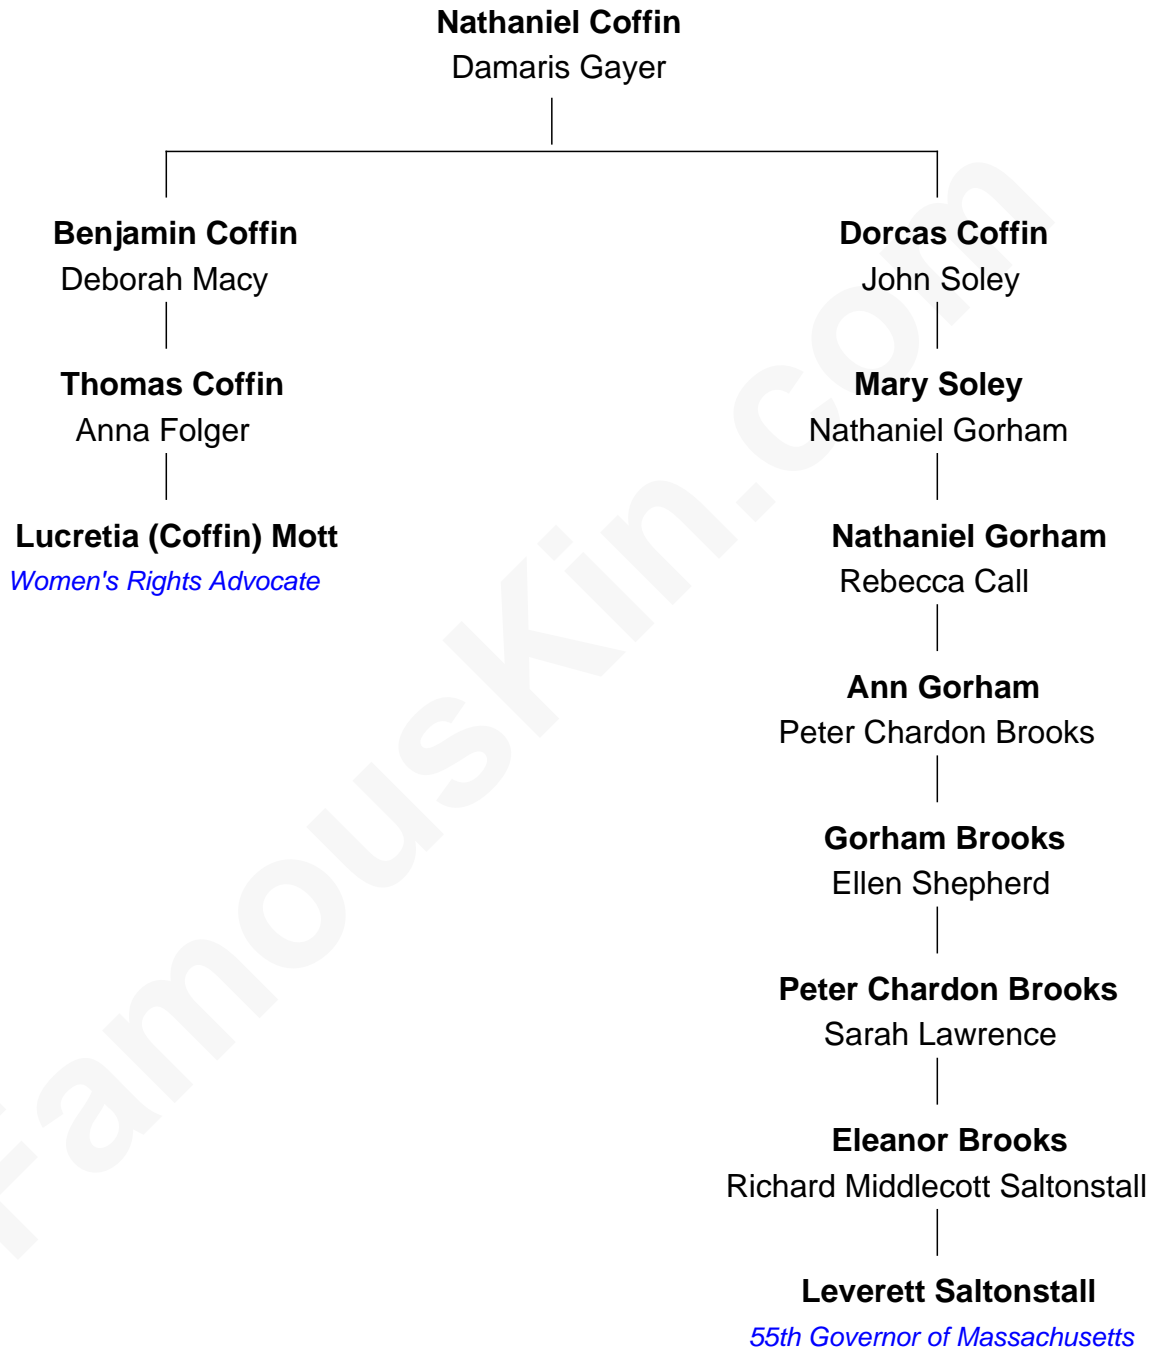 Nathaniel Coffin
Damaris Gayer
Benjamin Coffin
Deborah Macy
Thomas Coffin
Anna Folger
Lucretia (Coffin) Mott
Women's Rights Advocate
Dorcas Coffin
John Soley
Mary Soley
Nathaniel Gorham
Nathaniel Gorham
Rebecca Call
Ann Gorham
Peter Chardon Brooks
Gorham Brooks
Ellen Shepherd
Peter Chardon Brooks
Sarah Lawrence
Eleanor Brooks
Richard Middlecott Saltonstall
Leverett Saltonstall
55th Governor of Massachusetts
FamousKin.com